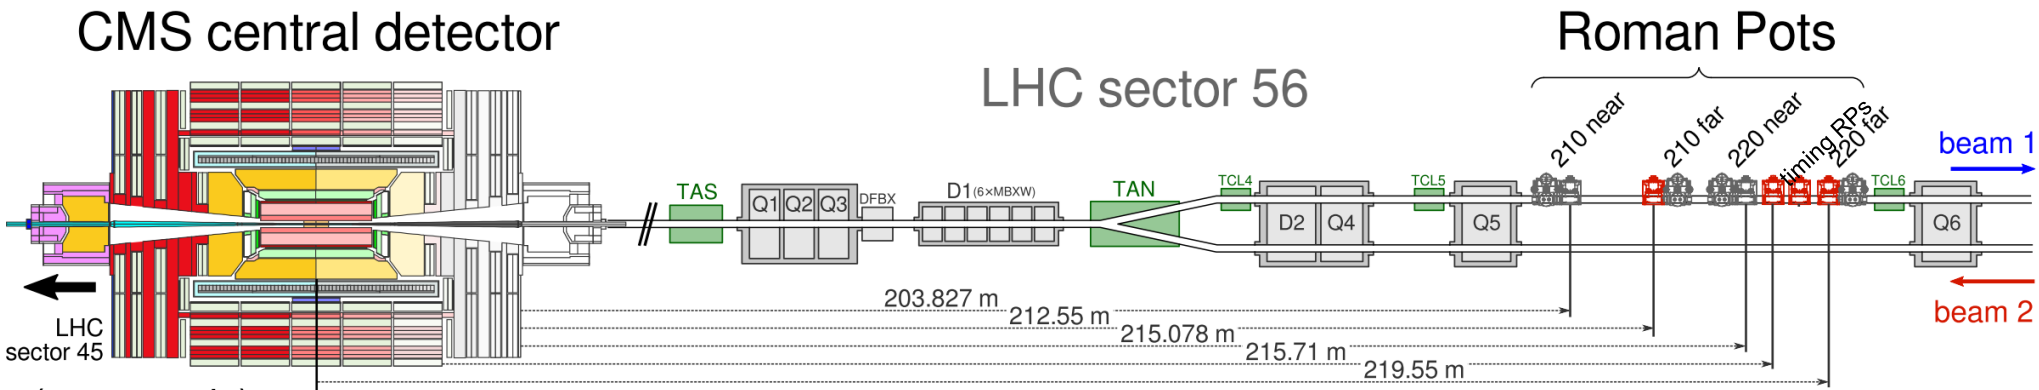 CMS central detector
Roman Pots
LHC sector 56
210 near
210 far
220 near
timing RPs
220 far
beam 1
TAS
Q1 Q2 Q3
DFBX
D1 (6×MBXW)
TAN
TCL4
D2 Q4
TCL5
Q5
TCL6
Q6
beam 2
LHC
sector 45
203.827 m
212.55 m
215.078 m
215.71 m
219.55 m